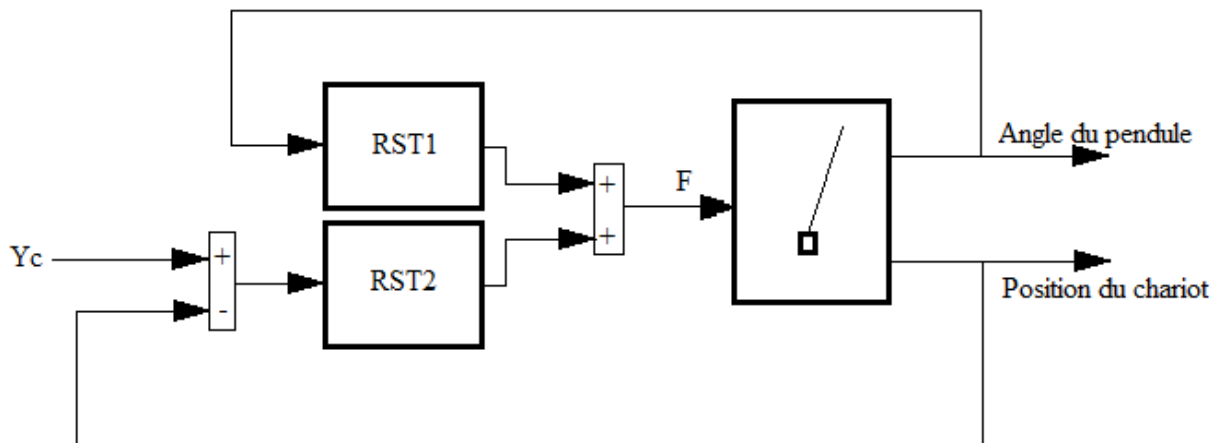 RST1
Angle du pendule
+
F
+
Yc
+
RST2
-
Position du chariot